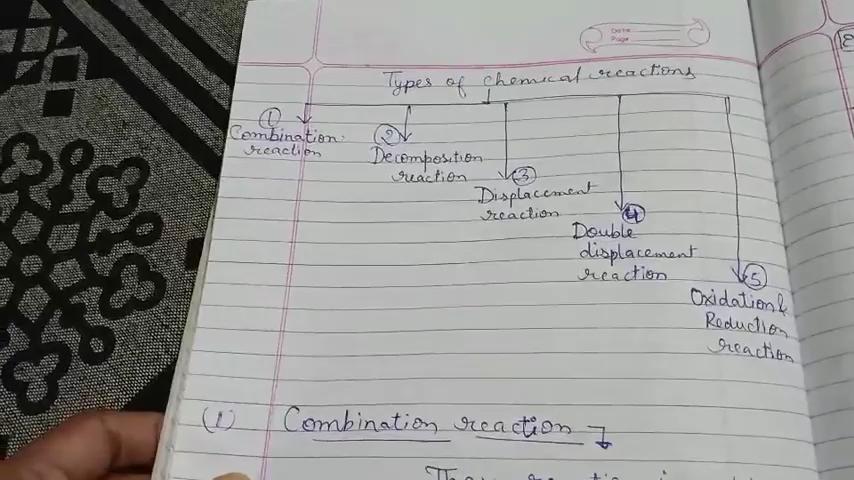 Date
Page
Types of chemical reactions
① Combination reaction
② Decomposition reaction
③ Displacement reaction
④ Double displacement reaction
⑤ Oxidation & Reduction reaction
(1) Combination reaction